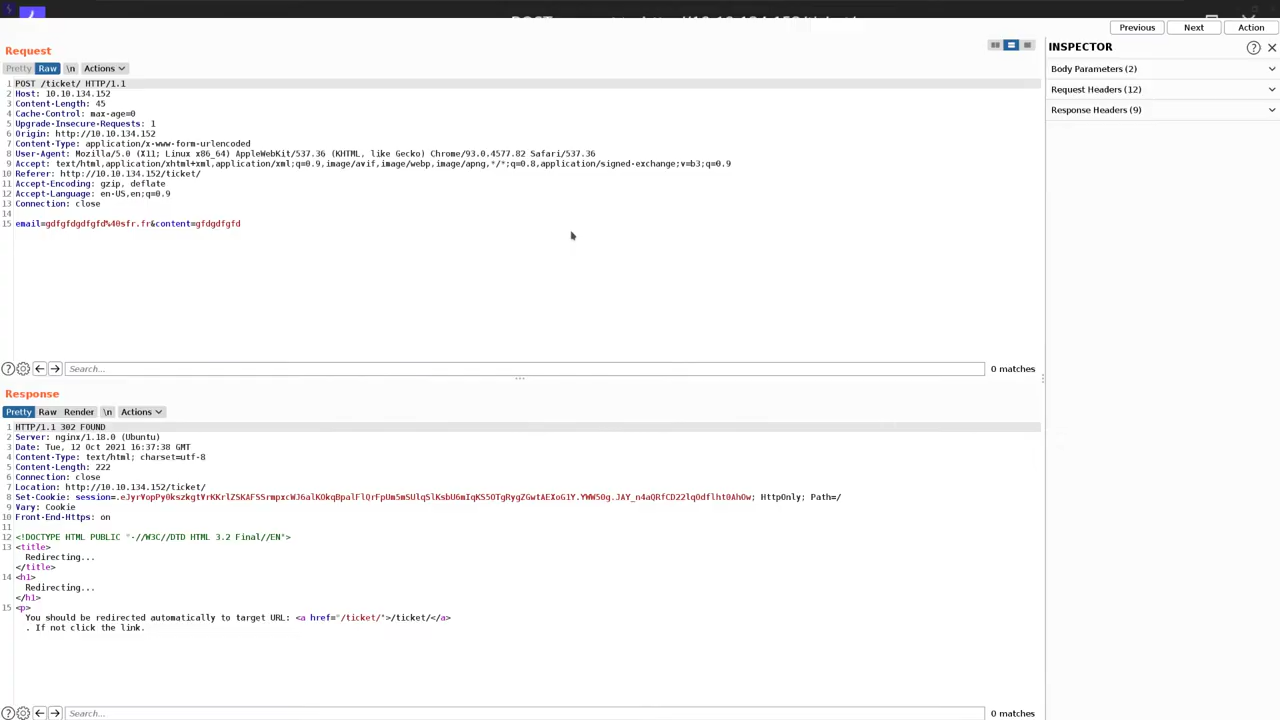 Previous Next Action
Request
INSPECTOR
Pretty Raw \n Actions
Body Parameters (2)
Request Headers (12)
Response Headers (9)
1 POST /ticket/ HTTP/1.1
2 Host: 10.10.134.152
3 Content-Length: 45
4 Cache-Control: max-age=0
5 Upgrade-Insecure-Requests: 1
6 Origin: http://10.10.134.152
7 Content-Type: application/x-www-form-urlencoded
8 User-Agent: Mozilla/5.0 (X11; Linux x86_64) AppleWebKit/537.36 (KHTML, like Gecko) Chrome/93.0.4577.82 Safari/537.36
9 Accept: text/html,application/xhtml+xml,application/xml;q=0.9,image/avif,image/webp,image/apng,*/*;q=0.8,application/signed-exchange;v=b3;q=0.9
10 Referer: http://10.10.134.152/ticket/
11 Accept-Encoding: gzip, deflate
12 Accept-Language: en-US,en;q=0.9
13 Connection: close
14
15 email=gdfgfdgdfgfd%40sfr.fr&content=gfdgdfgfd
Search... 0 matches
Response
Pretty Raw Render \n Actions
1 HTTP/1.1 302 FOUND
2 Server: nginx/1.18.0 (Ubuntu)
3 Date: Tue, 12 Oct 2021 16:37:38 GMT
4 Content-Type: text/html; charset=utf-8
5 Content-Length: 222
6 Connection: close
7 Location: http://10.10.134.152/ticket/
8 Set-Cookie: HttpOnly; Path=/
9 Vary: Cookie
10 Front-End-Https: on
11
12 <!DOCTYPE HTML PUBLIC "-//W3C//DTD HTML 3.2 Final//EN">
13 <title>
Redirecting...
</title>
14 <h1>
Redirecting...
</h1>
15 <p>
You should be redirected automatically to target URL: <a href="/ticket/">/ticket/</a>
. If not click the link.
Search... 0 matches